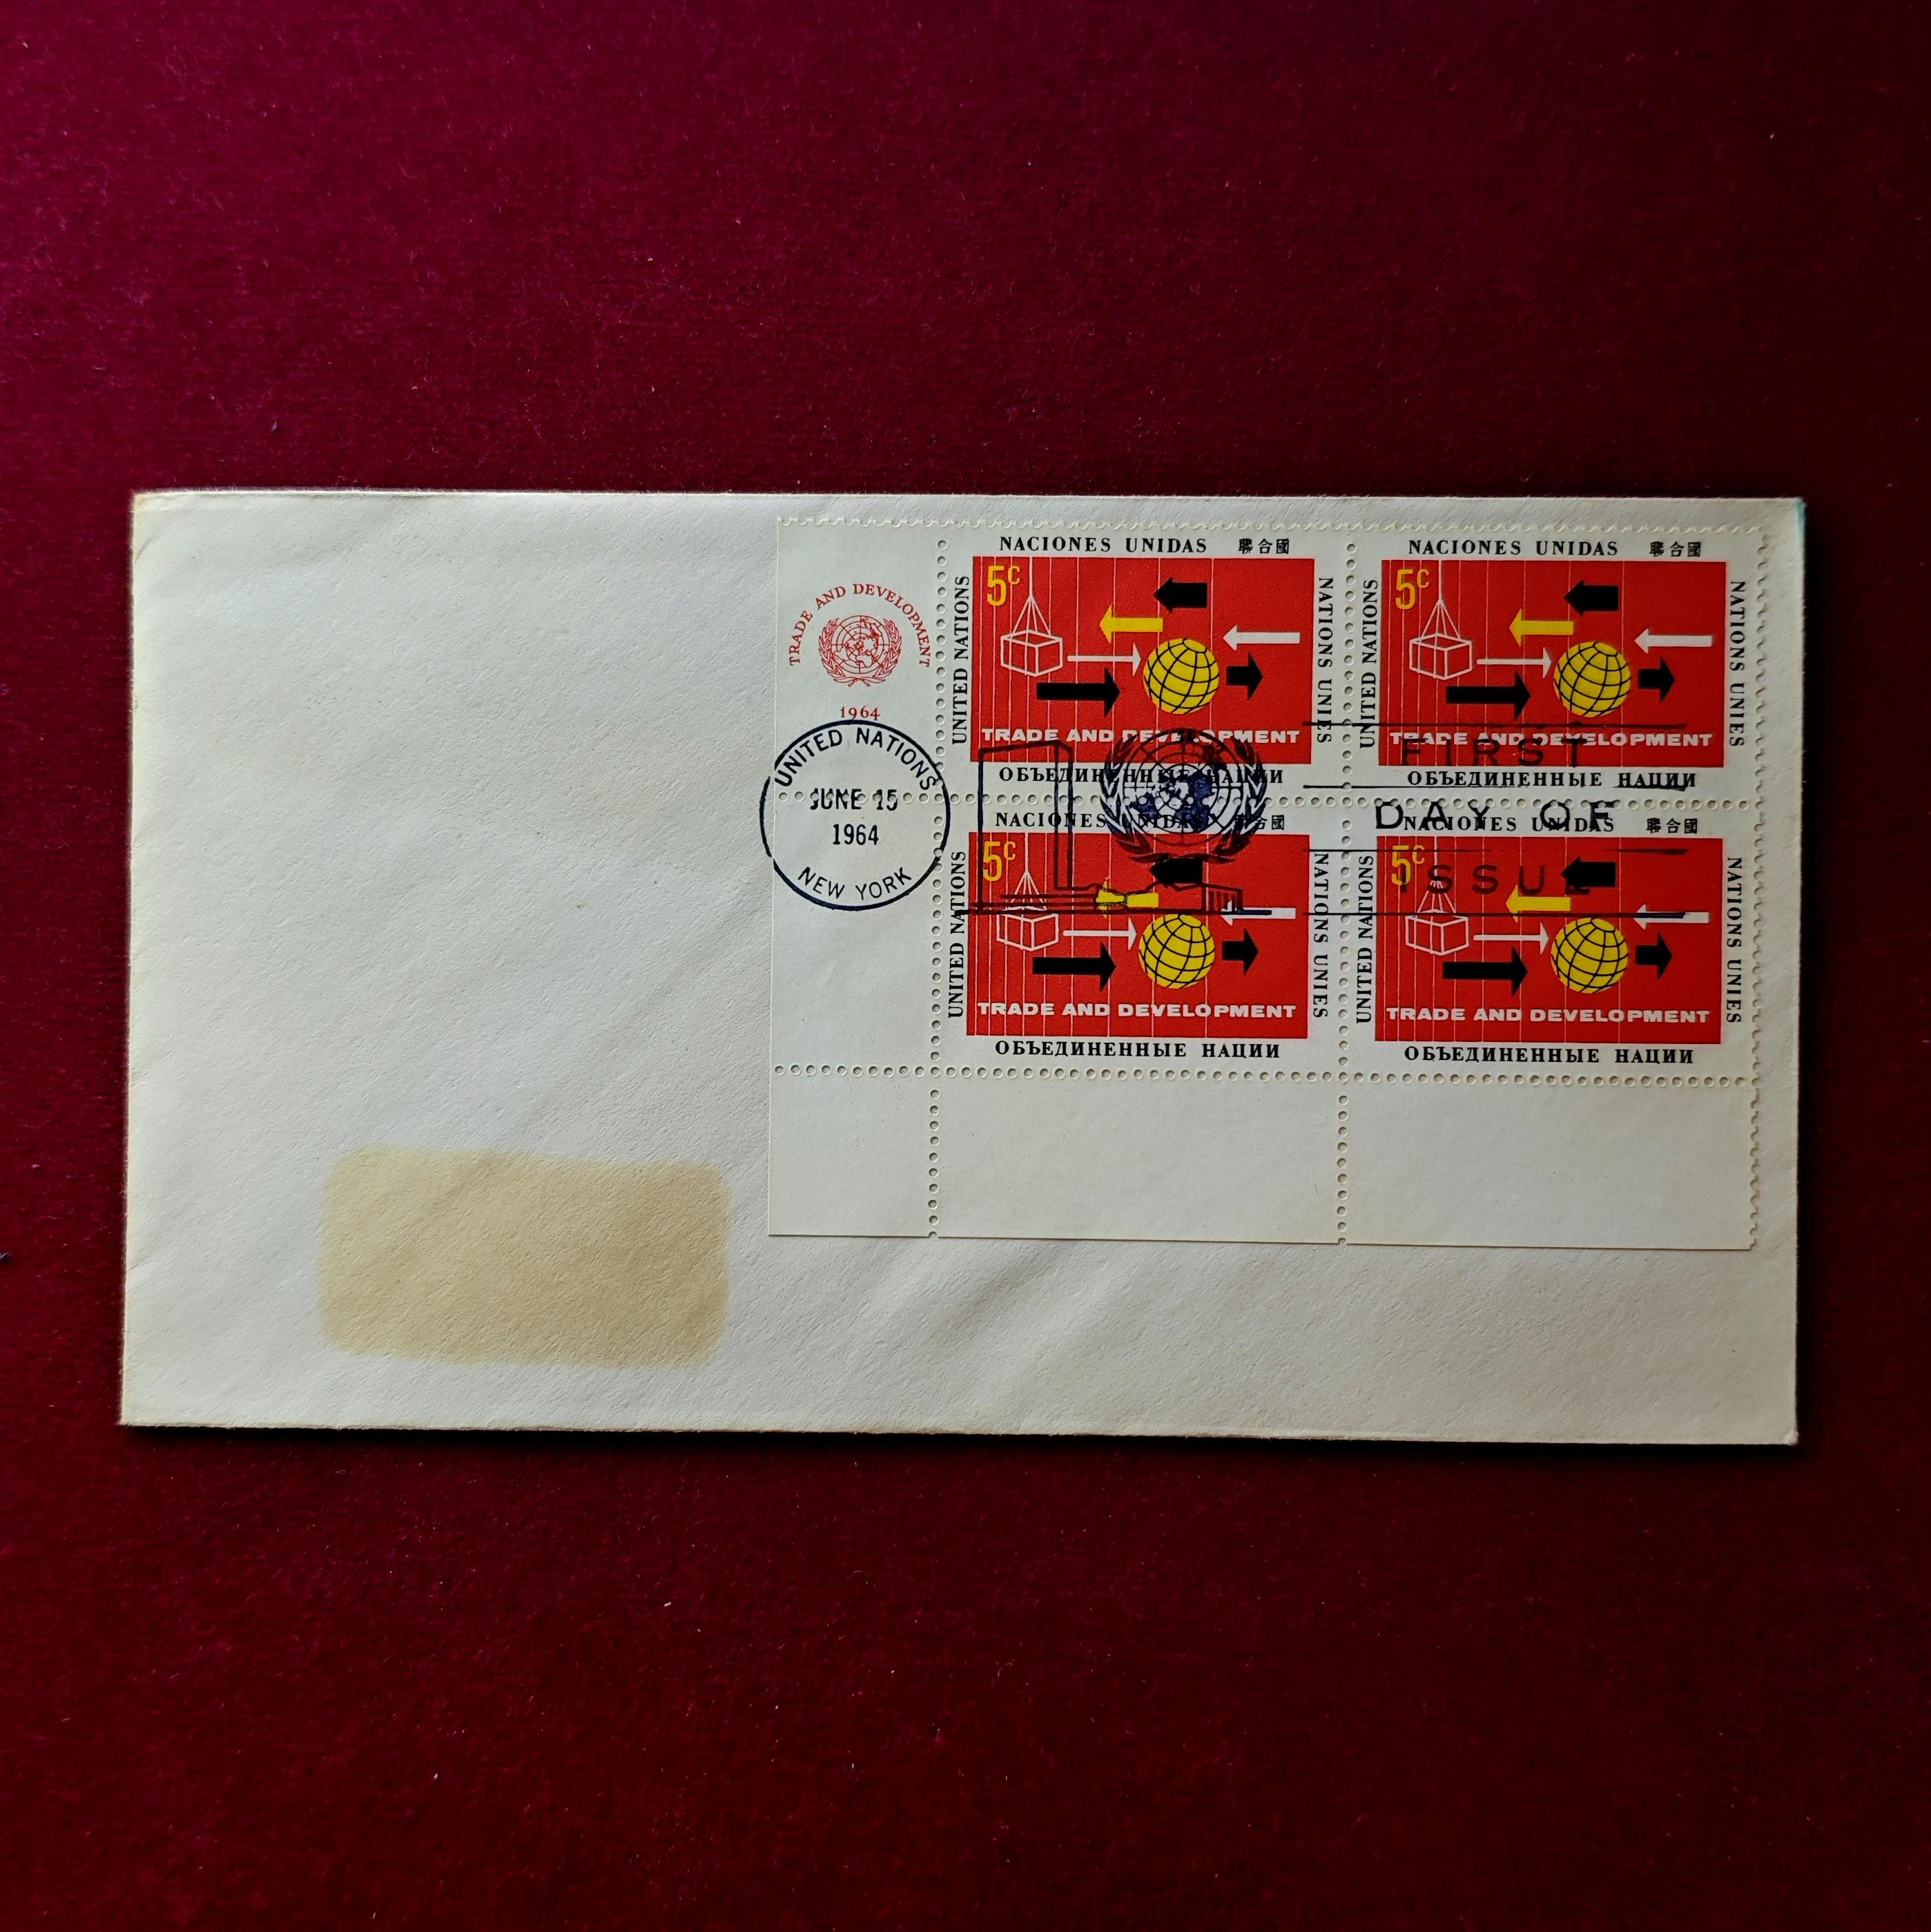 TRADE AND DEVELOPMENT
1964
UNITED NATIONS
JUNE 15
1964
NEW YORK
NACIONES UNIDAS 聯合國
5c
UNITED NATIONS
NATIONS UNIES
TRADE AND DEVELOPMENT
ОБЪЕДИНЕННЫЕ НАЦИИ
NACIONES UNIDAS 聯合國
5c
UNITED NATIONS
NATIONS UNIES
TRADE AND DEVELOPMENT
ОБЪЕДИНЕННЫЕ НАЦИИ
FIRST
DAY OF
ISSUE
NACIONES UNIDAS 聯合國
5c
UNITED NATIONS
NATIONS UNIES
TRADE AND DEVELOPMENT
ОБЪЕДИНЕННЫЕ НАЦИИ
NACIONES UNIDAS 聯合國
5c
UNITED NATIONS
NATIONS UNIES
TRADE AND DEVELOPMENT
ОБЪЕДИНЕННЫЕ НАЦИИ